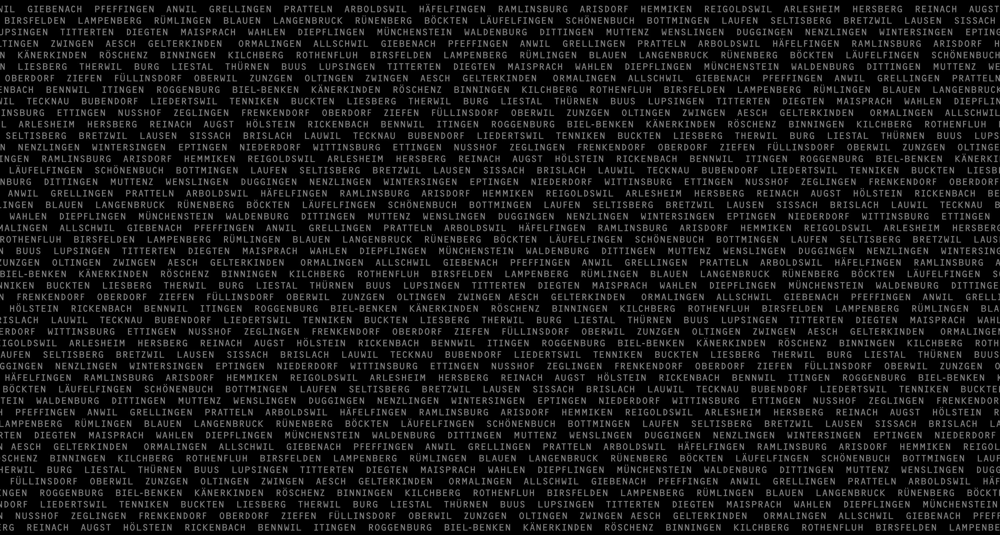 WIL GIEBENACH PFEFFINGEN ANWIL GRELLINGEN PRATTELN ARBOLDSWIL HÄFELFINGEN RAMLINSBURG ARISDORF HEMMIKEN REIGOLDSWIL ARLESHEIM HERSBERG REINACH AUGST
BIRSFELDEN LAMPENBERG RÜMLINGEN BLAUEN LANGENBRUCK RÜNENBERG BÖCKTEN LÄUFELFINGEN SCHÖNENBUCH BOTTMINGEN LAUFEN SELTISBERG BRETZWIL LAUSEN SISSACH
UPSINGEN TITTERTEN DIEGTEN MAISPRACH WAHLEN DIEPFLINGEN MÜNCHENSTEIN WALDENBURG DITTINGEN MUTTENZ WENSLINGEN DUGGINGEN NENZLINGEN WINTERSINGEN EPTING
LTINGEN ZWINGEN AESCH GELTERKINDEN ORMALINGEN ALLSCHWIL GIEBENACH PFEFFINGEN ANWIL GRELLINGEN PRATTELN ARBOLDSWIL HÄFELFINGEN RAMLINSBURG ARISDORF H
N KÄNERKINDEN RÖSCHENZ BINNINGEN KILCHBERG ROTHENFLUH BIRSFELDEN LAMPENBERG RÜMLINGEN BLAUEN LANGENBRUCK RÜNENBERG BÖCKTEN LÄUFELFINGEN SCHÖNENBUCH
N LIESBERG THERWIL BURG LIESTAL THÜRNEN BUUS LUPSINGEN TITTERTEN DIEGTEN MAISPRACH WAHLEN DIEPFLINGEN MÜNCHENSTEIN WALDENBURG DITTINGEN MUTTENZ WE
OBERDORF ZIEFEN FÜLLINSDORF OBERWIL ZUNZGEN OLTINGEN ZWINGEN AESCH GELTERKINDEN ORMALINGEN ALLSCHWIL GIEBENACH PFEFFINGEN ANWIL GRELLINGEN PRATTELN
ENBACH BENNWIL ITINGEN ROGGENBURG BIEL-BENKEN KÄNERKINDEN RÖSCHENZ BINNINGEN KILCHBERG ROTHENFLUH BIRSFELDEN LAMPENBERG RÜMLINGEN BLAUEN LANGENBRUCK
WIL TECKNAU BUBENDORF LIEDERTSWIL TENNIKEN BUCKTEN LIESBERG THERWIL BURG LIESTAL THÜRNEN BUUS LUPSINGEN TITTERTEN DIEGTEN MAISPRACH WAHLEN DIEPFLIN
INSBURG ETTINGEN NUSSHOF ZEGLINGEN FRENKENDORF OBERDORF ZIEFEN FÜLLINSDORF OBERWIL ZUNZGEN OLTINGEN ZWINGEN AESCH GELTERKINDEN ORMALINGEN ALLSCHWIL
L ARLESHEIM HERSBERG REINACH AUGST HÖLSTEIN RICKENBACH BENNWIL ITINGEN ROGGENBURG BIEL-BENKEN KÄNERKINDEN RÖSCHENZ BINNINGEN KILCHBERG ROTHENFLUH
SELTISBERG BRETZWIL LAUSEN SISSACH BRISLACH LAUWIL TECKNAU BUBENDORF LIEDERTSWIL TENNIKEN BUCKTEN LIESBERG THERWIL BURG LIESTAL THÜRNEN BUUS LUPS
N NENZLINGEN WINTERSINGEN EPTINGEN NIEDERDORF WITTINSBURG ETTINGEN NUSSHOF ZEGLINGEN FRENKENDORF OBERDORF ZIEFEN FÜLLINSDORF OBERWIL ZUNZGEN OLTINGE
INGEN RAMLINSBURG ARISDORF HEMMIKEN REIGOLDSWIL ARLESHEIM HERSBERG REINACH AUGST HÖLSTEIN RICKENBACH BENNWIL ITINGEN ROGGENBURG BIEL-BENKEN KÄNERKI
LÄUFELFINGEN SCHÖNENBUCH BOTTMINGEN LAUFEN SELTISBERG BRETZWIL LAUSEN SISSACH BRISLACH LAUWIL TECKNAU BUBENDORF LIEDERTSWIL TENNIKEN BUCKTEN LIESB
NBURG DITTINGEN MUTTENZ WENSLINGEN DUGGINGEN NENZLINGEN WINTERSINGEN EPTINGEN NIEDERDORF WITTINSBURG ETTINGEN NUSSHOF ZEGLINGEN FRENKENDORF OBERDORF
ANWIL GRELLINGEN PRATTELN ARBOLDSWIL HÄFELFINGEN RAMLINSBURG ARISDORF HEMMIKEN REIGOLDSWIL ARLESHEIM HERSBERG REINACH AUGST HÖLSTEIN RICKENBACH BE
LINGEN BLAUEN LANGENBRUCK RÜNENBERG BÖCKTEN LÄUFELFINGEN SCHÖNENBUCH BOTTMINGEN LAUFEN SELTISBERG BRETZWIL LAUSEN SISSACH BRISLACH LAUWIL TECKNAU B
WAHLEN DIEPFLINGEN MÜNCHENSTEIN WALDENBURG DITTINGEN MUTTENZ WENSLINGEN DUGGINGEN NENZLINGEN WINTERSINGEN EPTINGEN NIEDERDORF WITTINSBURG ETTINGEN
MALINGEN ALLSCHWIL GIEBENACH PFEFFINGEN ANWIL GRELLINGEN PRATTELN ARBOLDSWIL HÄFELFINGEN RAMLINSBURG ARISDORF HEMMIKEN REIGOLDSWIL ARLESHEIM HERSBERG
ROTHENFLUH BIRSFELDEN LAMPENBERG RÜMLINGEN BLAUEN LANGENBRUCK RÜNENBERG BÖCKTEN LÄUFELFINGEN SCHÖNENBUCH BOTTMINGEN LAUFEN SELTISBERG BRETZWIL LAUS
N BUUS LUPSINGEN TITTERTEN DIEGTEN MAISPRACH WAHLEN DIEPFLINGEN MÜNCHENSTEIN WALDENBURG DITTINGEN MUTTENZ WENSLINGEN DUGGINGEN NENZLINGEN WINTERSING
ZUNZGEN OLTINGEN ZWINGEN AESCH GELTERKINDEN ORMALINGEN ALLSCHWIL GIEBENACH PFEFFINGEN ANWIL GRELLINGEN PRATTELN ARBOLDSWIL HÄFELFINGEN RAMLINSBURG A
BIEL-BENKEN KÄNERKINDEN RÖSCHENZ BINNINGEN KILCHBERG ROTHENFLUH BIRSFELDEN LAMPENBERG RÜMLINGEN BLAUEN LANGENBRUCK RÜNENBERG BÖCKTEN LÄUFELFINGEN SC
NNIKEN BUCKTEN LIESBERG THERWIL BURG LIESTAL THÜRNEN BUUS LUPSINGEN TITTERTEN DIEGTEN MAISPRACH WAHLEN DIEPFLINGEN MÜNCHENSTEIN WALDENBURG DITTINGE
N FRENKENDORF OBERDORF ZIEFEN FÜLLINSDORF OBERWIL ZUNZGEN OLTINGEN ZWINGEN AESCH GELTERKINDEN ORMALINGEN ALLSCHWIL GIEBENACH PFEFFINGEN ANWIL GRELLI
HÖLSTEIN RICKENBACH BENNWIL ITINGEN ROGGENBURG BIEL-BENKEN KÄNERKINDEN RÖSCHENZ BINNINGEN KILCHBERG ROTHENFLUH BIRSFELDEN LAMPENBERG RÜMLINGEN BLA
RISLACH LAUWIL TECKNAU BUBENDORF LIEDERTSWIL TENNIKEN BUCKTEN LIESBERG THERWIL BURG LIESTAL THÜRNEN BUUS LUPSINGEN TITTERTEN DIEGTEN MAISPRACH WAHL
ERDORF WITTINSBURG ETTINGEN NUSSHOF ZEGLINGEN FRENKENDORF OBERDORF ZIEFEN FÜLLINSDORF OBERWIL ZUNZGEN OLTINGEN ZWINGEN AESCH GELTERKINDEN ORMALINGEN
EIGOLDSWIL ARLESHEIM HERSBERG REINACH AUGST HÖLSTEIN RICKENBACH BENNWIL ITINGEN ROGGENBURG BIEL-BENKEN KÄNERKINDEN RÖSCHENZ BINNINGEN KILCHBERG ROTH
AUFEN SELTISBERG BRETZWIL LAUSEN SISSACH BRISLACH LAUWIL TECKNAU BUBENDORF LIEDERTSWIL TENNIKEN BUCKTEN LIESBERG THERWIL BURG LIESTAL THÜRNEN BUUS
GGINGEN NENZLINGEN WINTERSINGEN EPTINGEN NIEDERDORF WITTINSBURG ETTINGEN NUSSHOF ZEGLINGEN FRENKENDORF OBERDORF ZIEFEN FÜLLINSDORF OBERWIL ZUNZGEN O
HÄFELFINGEN RAMLINSBURG ARISDORF HEMMIKEN REIGOLDSWIL ARLESHEIM HERSBERG REINACH AUGST HÖLSTEIN RICKENBACH BENNWIL ITINGEN ROGGENBURG BIEL-BENKEN K
BÖCKTEN LÄUFELFINGEN SCHÖNENBUCH BOTTMINGEN LAUFEN SELTISBERG BRETZWIL LAUSEN SISSACH BRISLACH LAUWIL TECKNAU BUBENDORF LIEDERTSWIL TENNIKEN BUCKTE
TEIN WALDENBURG DITTINGEN MUTTENZ WENSLINGEN DUGGINGEN NENZLINGEN WINTERSINGEN EPTINGEN NIEDERDORF WITTINSBURG ETTINGEN NUSSHOF ZEGLINGEN FRENKENDOR
H PFEFFINGEN ANWIL GRELLINGEN PRATTELN ARBOLDSWIL HÄFELFINGEN RAMLINSBURG ARISDORF HEMMIKEN REIGOLDSWIL ARLESHEIM HERSBERG REINACH AUGST HÖLSTEIN R
LAMPENBERG RÜMLINGEN BLAUEN LANGENBRUCK RÜNENBERG BÖCKTEN LÄUFELFINGEN SCHÖNENBUCH BOTTMINGEN LAUFEN SELTISBERG BRETZWIL LAUSEN SISSACH BRISLACH LA
RTEN DIEGTEN MAISPRACH WAHLEN DIEPFLINGEN MÜNCHENSTEIN WALDENBURG DITTINGEN MUTTENZ WENSLINGEN DUGGINGEN NENZLINGEN WINTERSINGEN EPTINGEN NIEDERDORF
N AESCH GELTERKINDEN ORMALINGEN ALLSCHWIL GIEBENACH PFEFFINGEN ANWIL GRELLINGEN PRATTELN ARBOLDSWIL HÄFELFINGEN RAMLINSBURG ARISDORF HEMMIKEN REIGOL
SCHENZ BINNINGEN KILCHBERG ROTHENFLUH BIRSFELDEN LAMPENBERG RÜMLINGEN BLAUEN LANGENBRUCK RÜNENBERG BÖCKTEN LÄUFELFINGEN SCHÖNENBUCH BOTTMINGEN LAUF
HERWIL BURG LIESTAL THÜRNEN BUUS LUPSINGEN TITTERTEN DIEGTEN MAISPRACH WAHLEN DIEPFLINGEN MÜNCHENSTEIN WALDENBURG DITTINGEN MUTTENZ WENSLINGEN DUGG
FÜLLINSDORF OBERWIL ZUNZGEN OLTINGEN ZWINGEN AESCH GELTERKINDEN ORMALINGEN ALLSCHWIL GIEBENACH PFEFFINGEN ANWIL GRELLINGEN PRATTELN ARBOLDSWIL HÄF
NGEN ROGGENBURG BIEL-BENKEN KÄNERKINDEN RÖSCHENZ BINNINGEN KILCHBERG ROTHENFLUH BIRSFELDEN LAMPENBERG RÜMLINGEN BLAUEN LANGENBRUCK RÜNENBERG BÖCKT
NDORF LIEDERTSWIL TENNIKEN BUCKTEN LIESBERG THERWIL BURG LIESTAL THÜRNEN BUUS LUPSINGEN TITTERTEN DIEGTEN MAISPRACH WAHLEN DIEPFLINGEN MÜNCHENSTEIN
N NUSSHOF ZEGLINGEN FRENKENDORF OBERDORF ZIEFEN FÜLLINSDORF OBERWIL ZUNZGEN OLTINGEN ZWINGEN AESCH GELTERKINDEN ORMALINGEN ALLSCHWIL GIEBENACH PFEF
RG REINACH AUGST HÖLSTEIN RICKENBACH BENNWIL ITINGEN ROGGENBURG BIEL-BENKEN KÄNERKINDEN RÖSCHENZ BINNINGEN KILCHBERG ROTHENFLUH BIRSFELDEN LAMPENBE